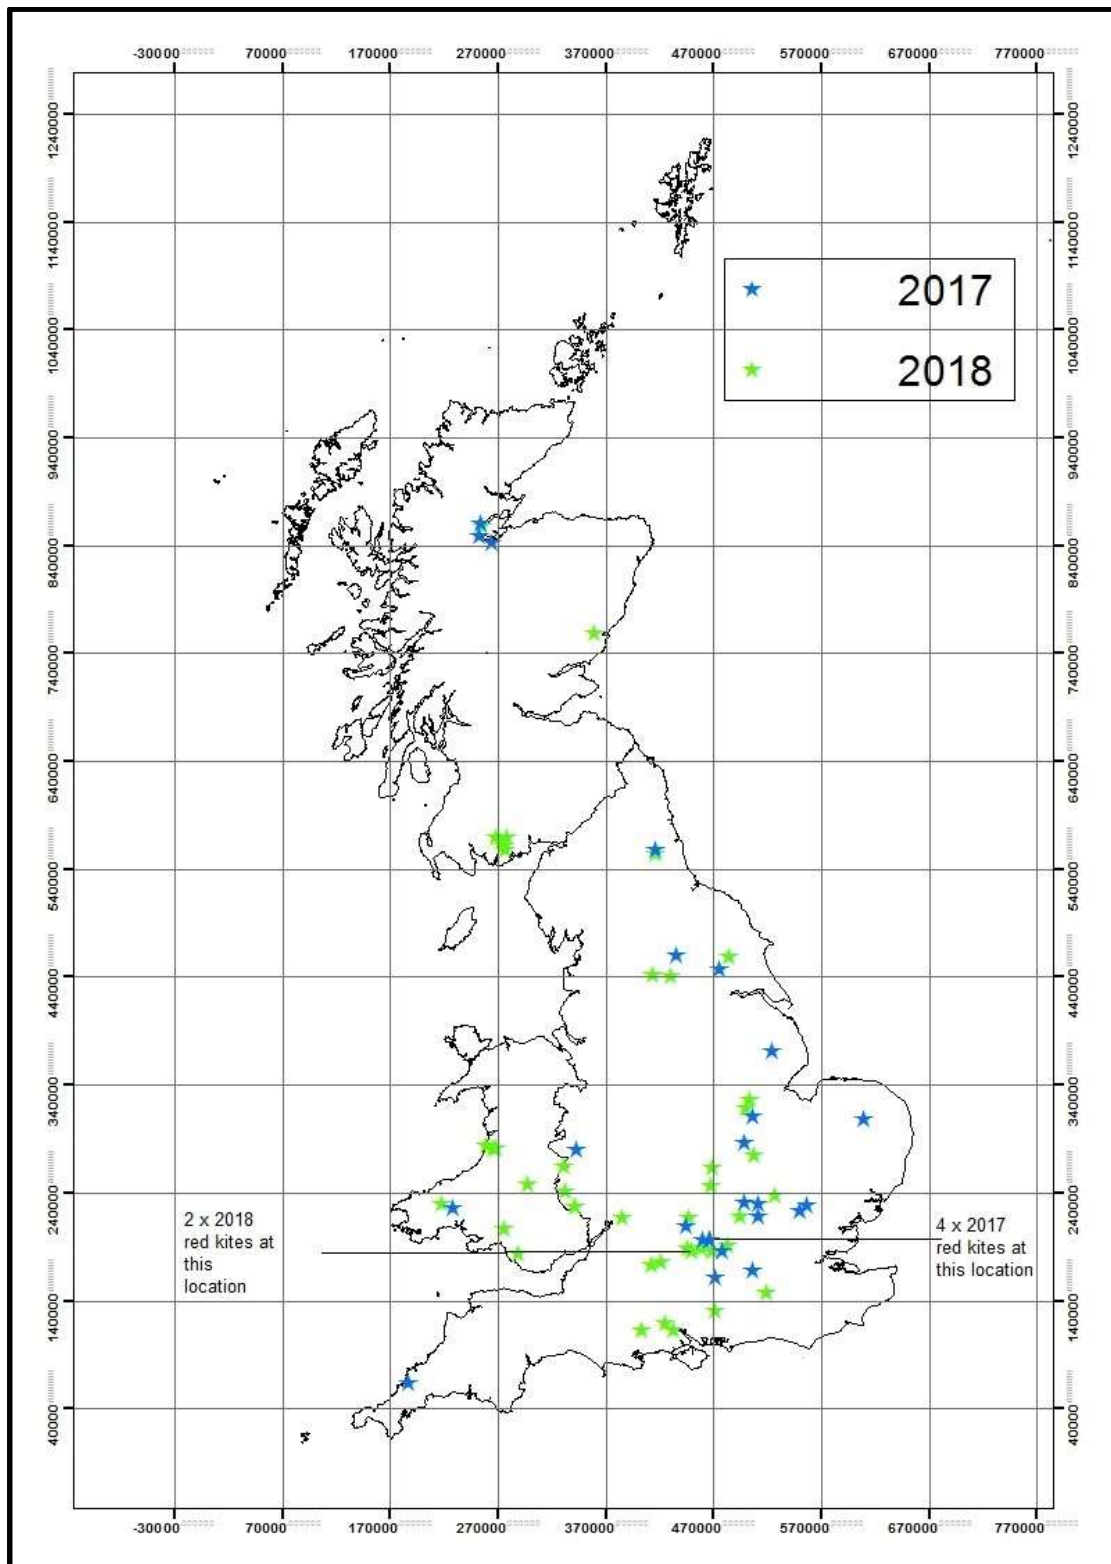 -30000 70000 170000 270000 370000 470000 570000 670000 770000
1240000 1240000
1140000 1140000
2017
1040000 1040000
2018
940000 940000
840000 840000
740000 740000
640000 640000
540000 540000
440000 440000
340000 340000
240000 240000
2 x 2018
red kites at
this
location
4 x 2017
red kites at
this location
140000 140000
40000 40000
-30000 70000 170000 270000 370000 470000 570000 670000 770000